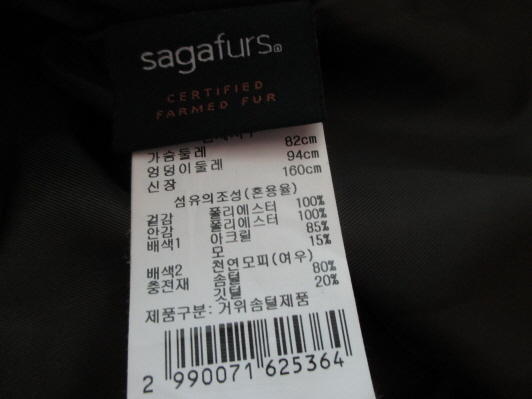 sagafurs
CERTIFIED
FARMED FUR
가슴둘레 82cm
엉덩이둘레 94cm
신장 160cm
섬유의조성(혼용율)
겉감 폴리에스터 100%
안감 폴리에스터 100%
배색1 아크릴 85%
모 15%
배색2 천연모피(여우)
충전재 솜털 80%
깃털 20%
제품구분: 거위솜털제품
2 990071 625364